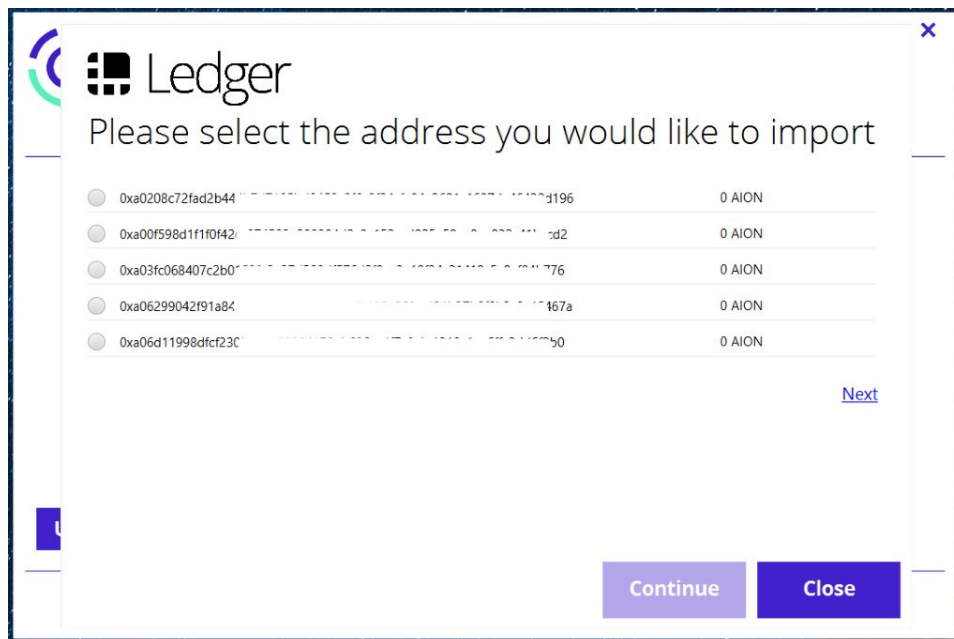 Ledger
Please select the address you would like to import
0xa0208c72fad2b44 d196 0 AION
0xa00f598d1f1f0f42 cd2 0 AION
0xa03fc068407c2b0 776 0 AION
0xa06299042f91a84 467a 0 AION
0xa06d11998dfcf230 b0 0 AION
Next
Continue
Close